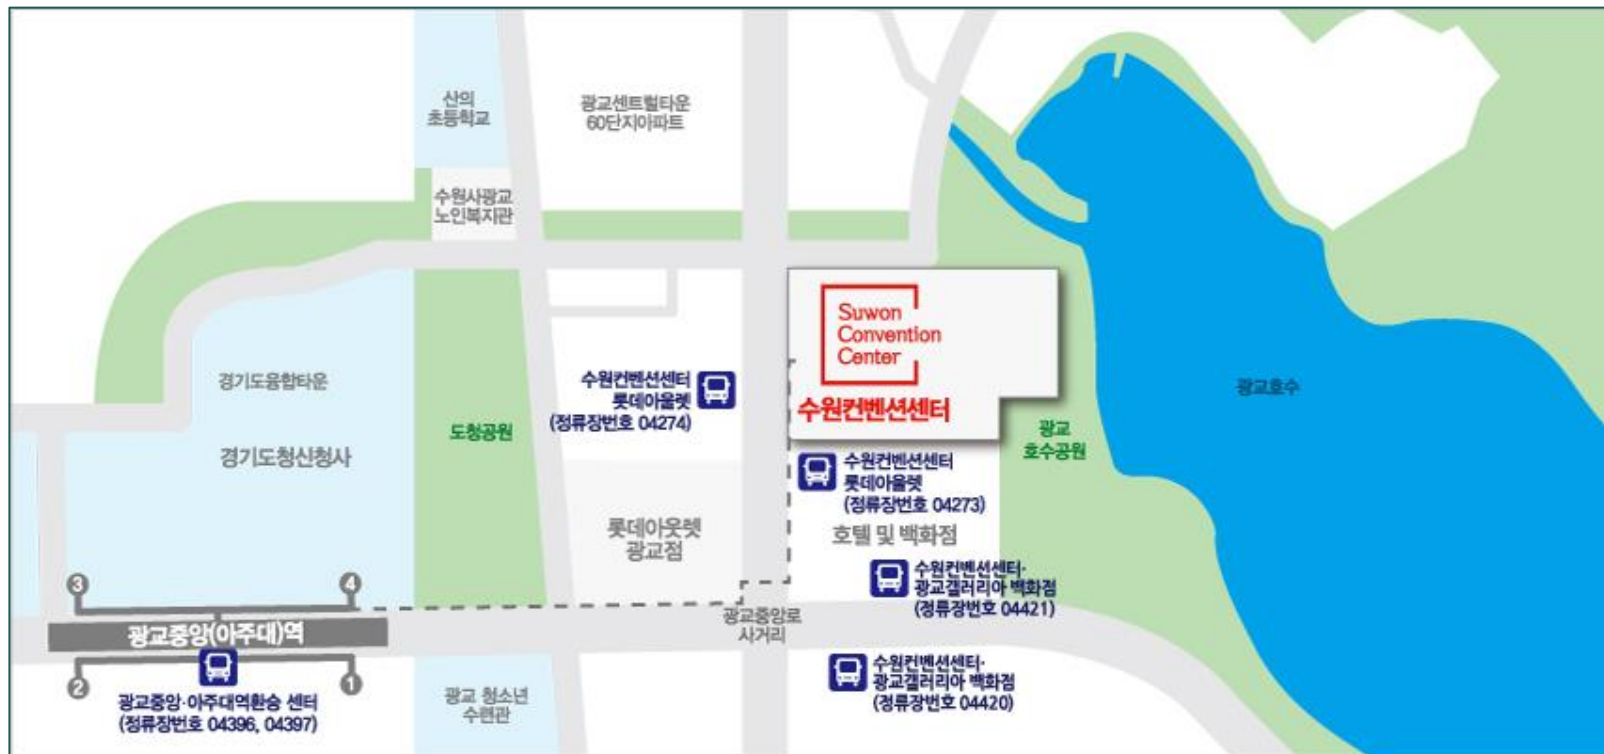 산의
초등학교
광교센트럴타운
60단지아파트
수원시광교
노인복지관
Suwon
Convention
Center
수원컨벤션센터
경기도융합타운
경기도청신청사
도청공원
수원컨벤션센터
롯데아울렛
(정류장번호 04274)
광교호수
광교
호수공원
수원컨벤션센터
롯데아울렛
(정류장번호 04273)
롯데아웃렛
광교점
호텔 및 백화점
수원컨벤션센터·
광교갤러리아 백화점
(정류장번호 04421)
3
4
광교중앙(아주대)역
광교중앙로
사거리
2
1
수원컨벤션센터·
광교갤러리아 백화점
(정류장번호 04420)
광교중앙·아주대역환승 센터
(정류장번호 04396, 04397)
광교 청소년
수련관